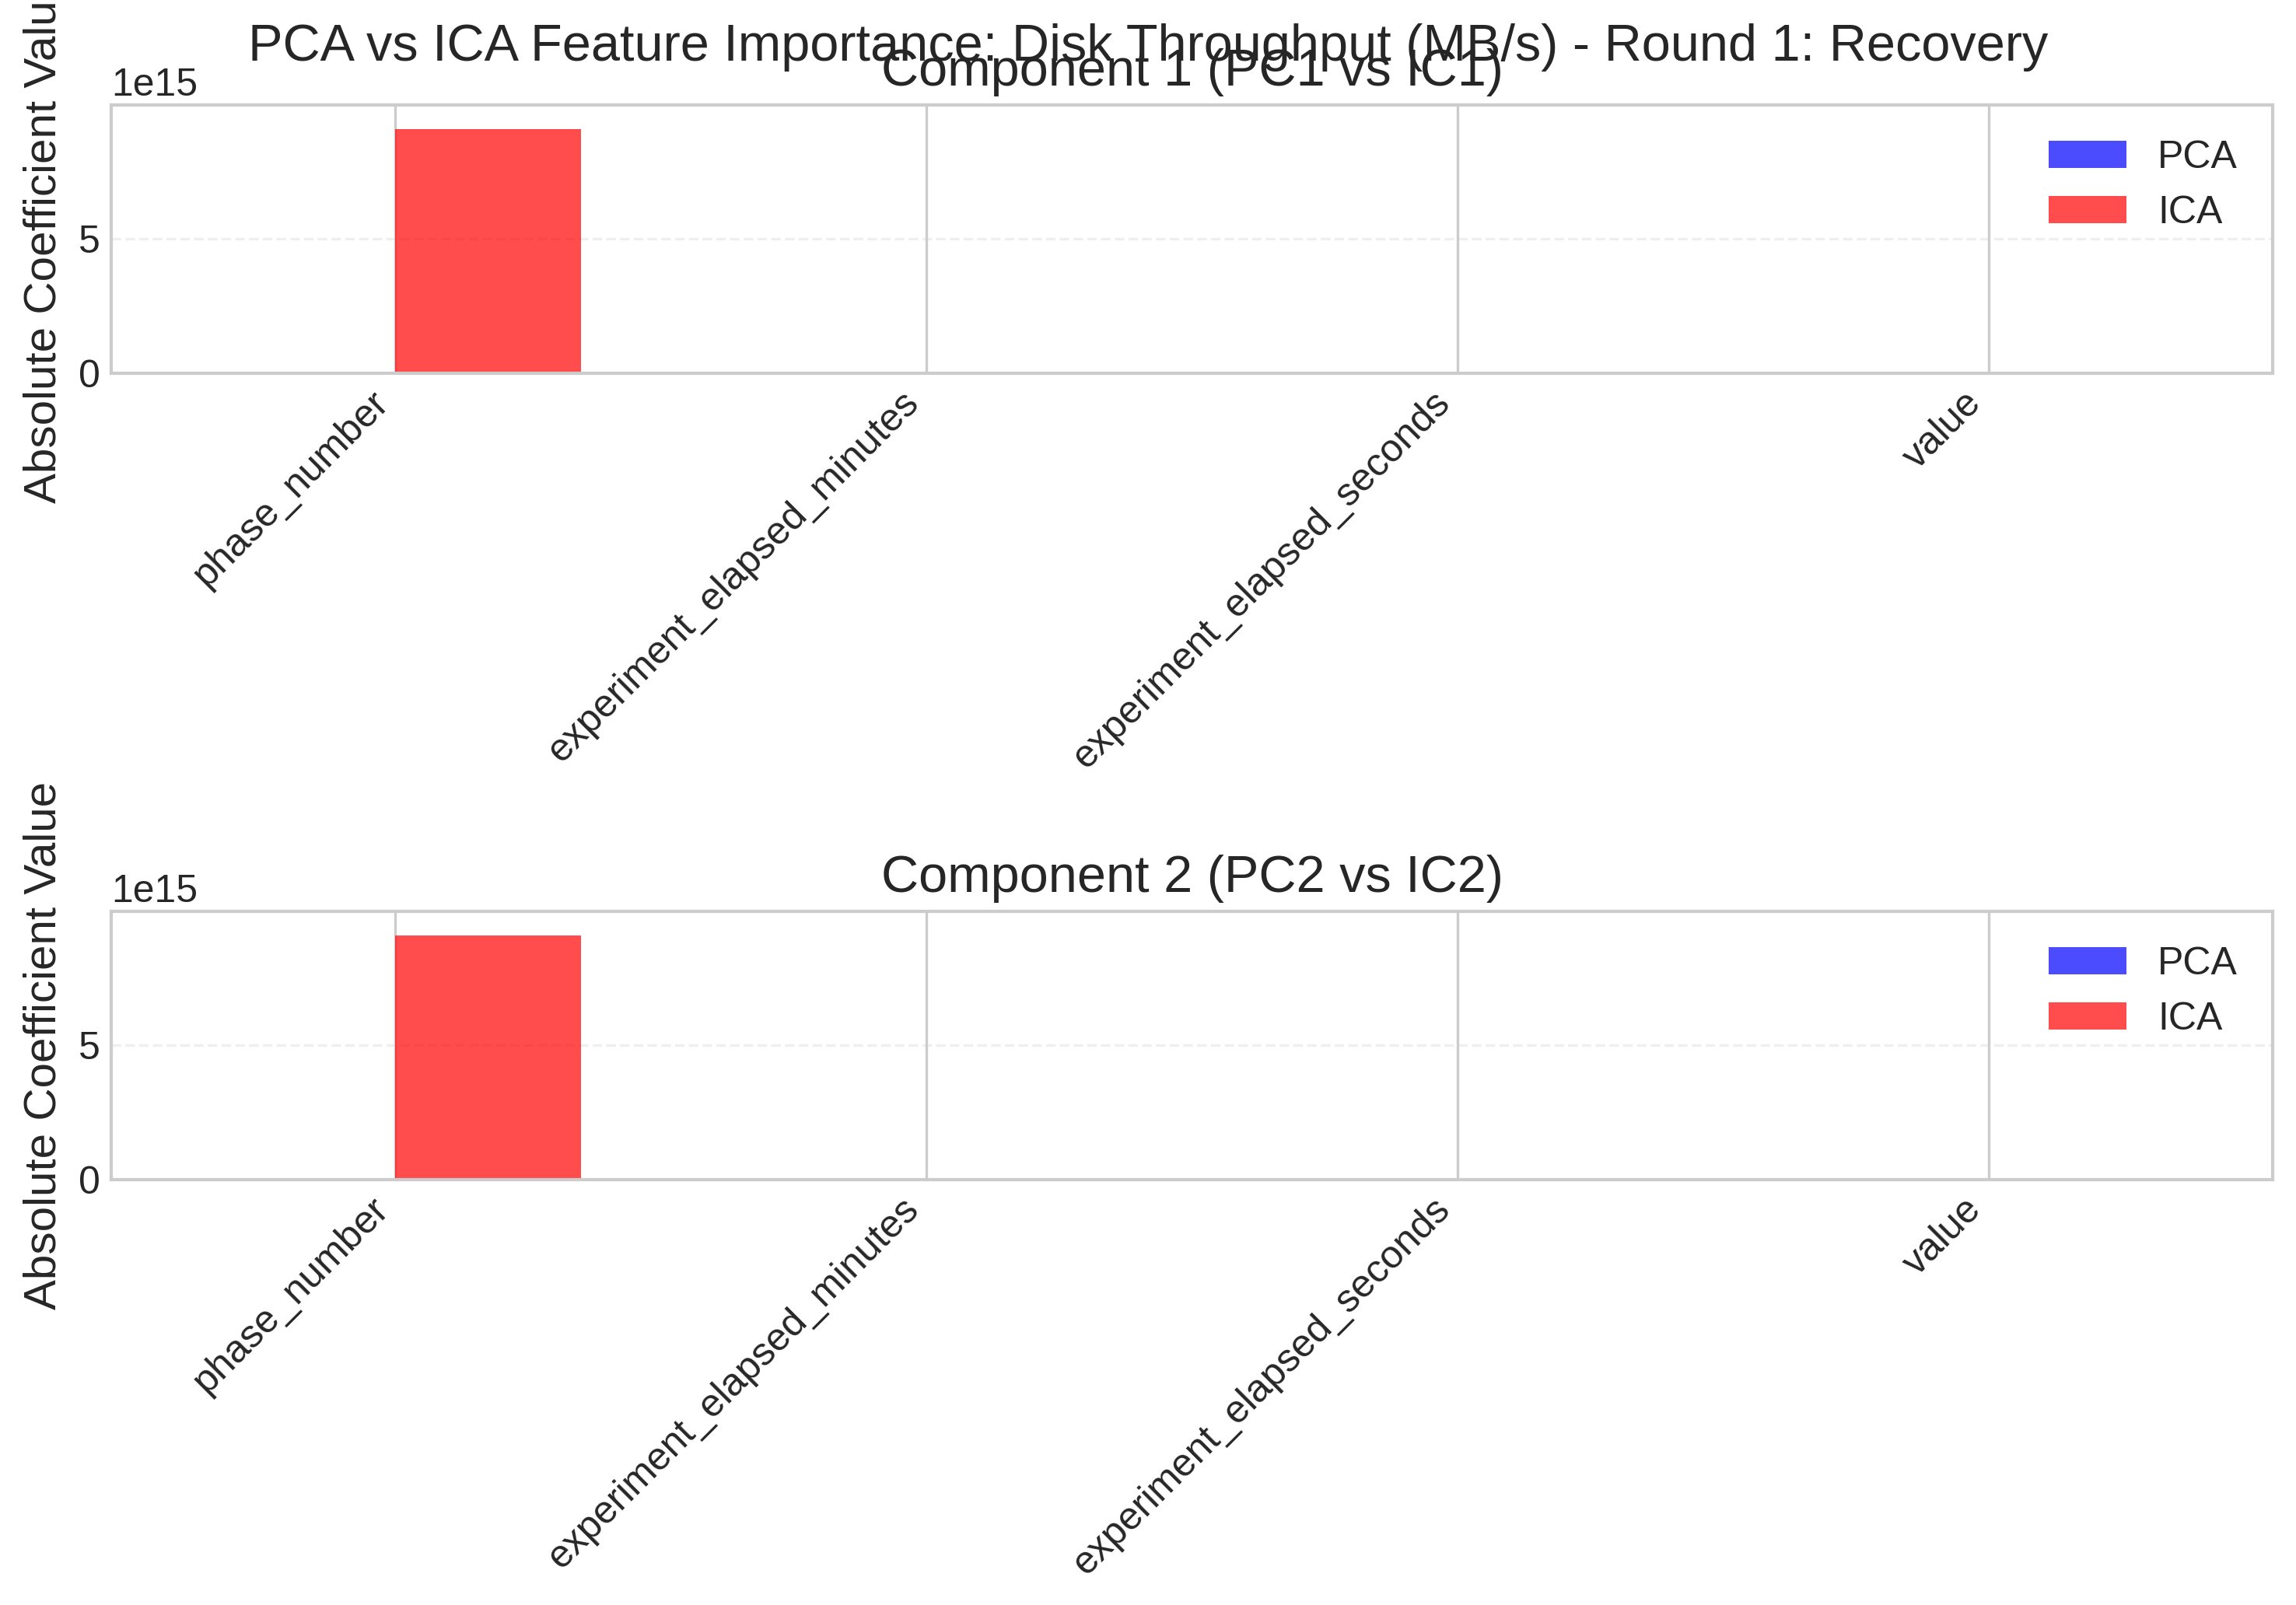 PCA vs ICA Feature Importance: Disk Throughput (MB/s) - Round 1: Recovery
Component 1 (PC1 vs IC1)
1e15
Absolute Coefficient Valu
5
0
PCA
ICA
phase_number
experiment_elapsed_minutes
experiment_elapsed_seconds
value
Component 2 (PC2 vs IC2)
1e15
Absolute Coefficient Value
5
0
PCA
ICA
phase_number
experiment_elapsed_minutes
experiment_elapsed_seconds
value